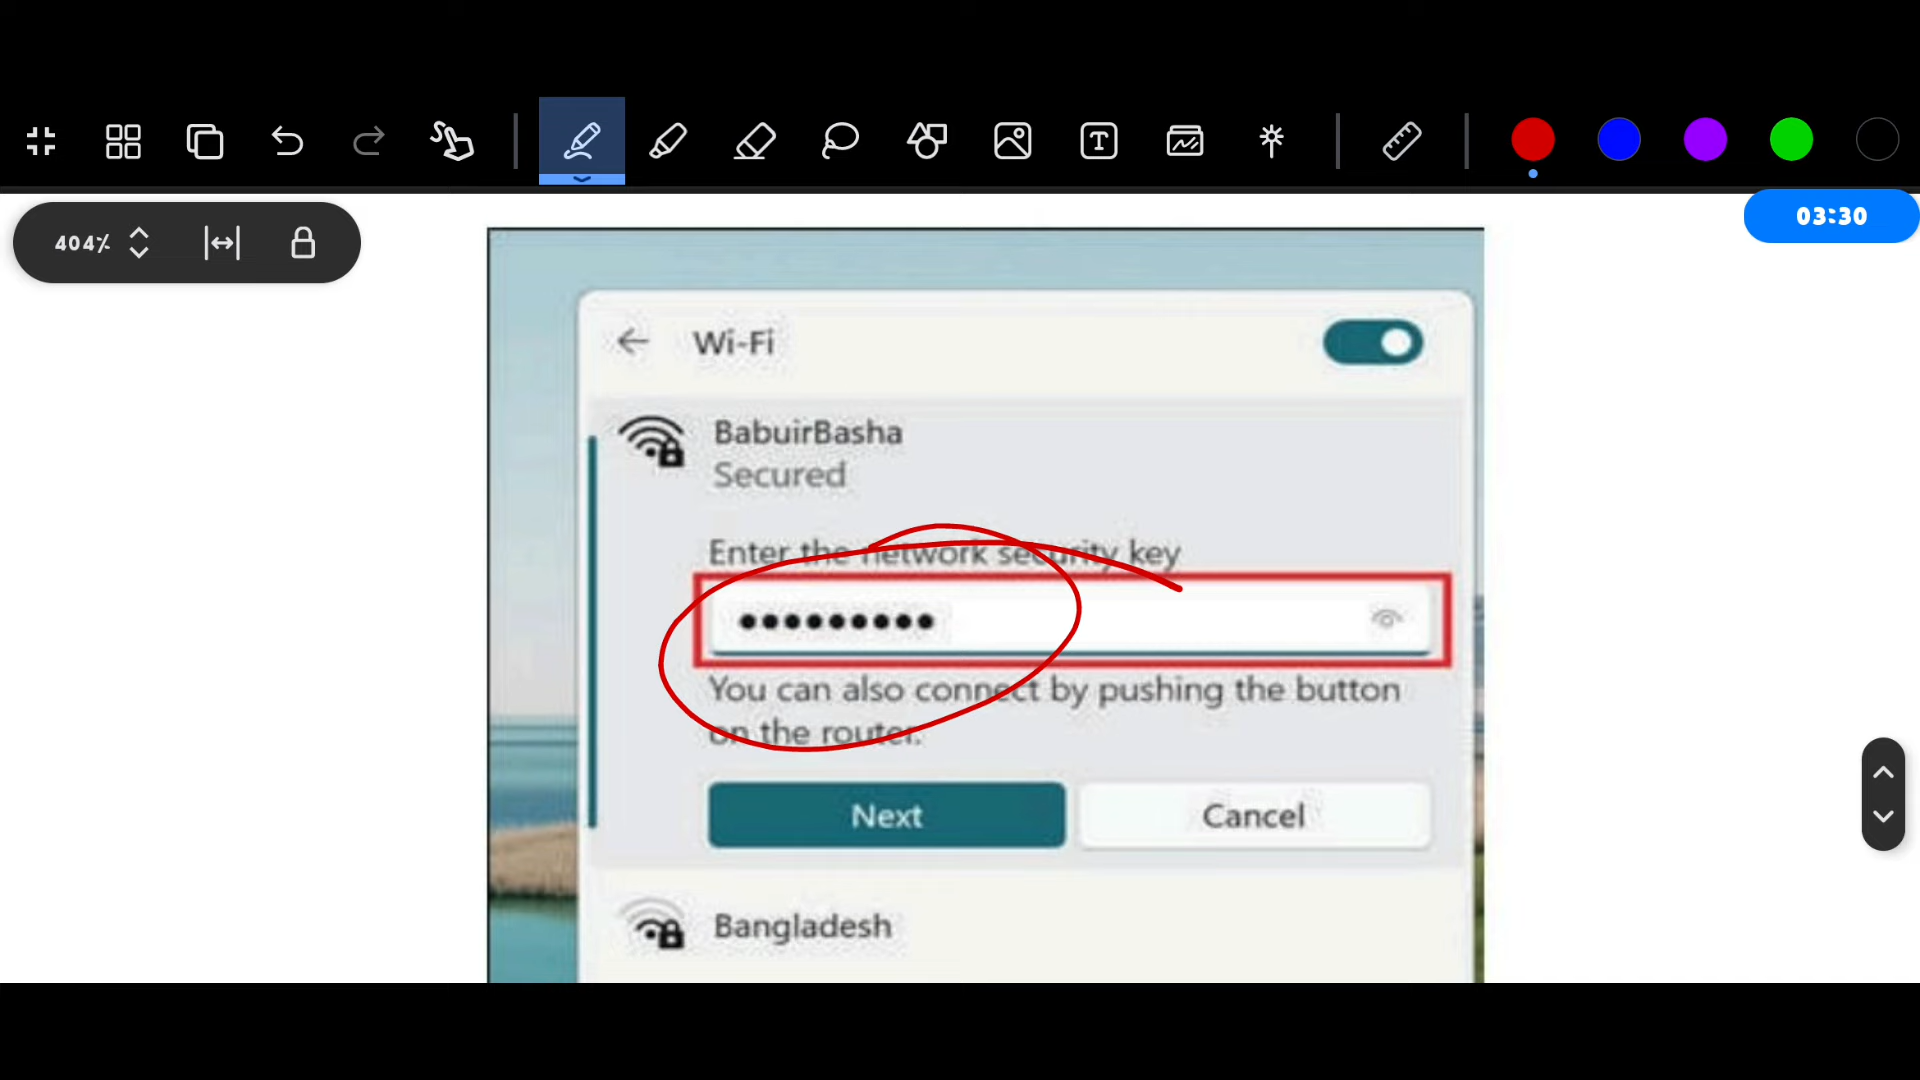 404%
03:30
Wi-Fi
BabuirBasha
Secured
Enter the network security key
You can also connect by pushing the button
on the router.
Next
Cancel
Bangladesh